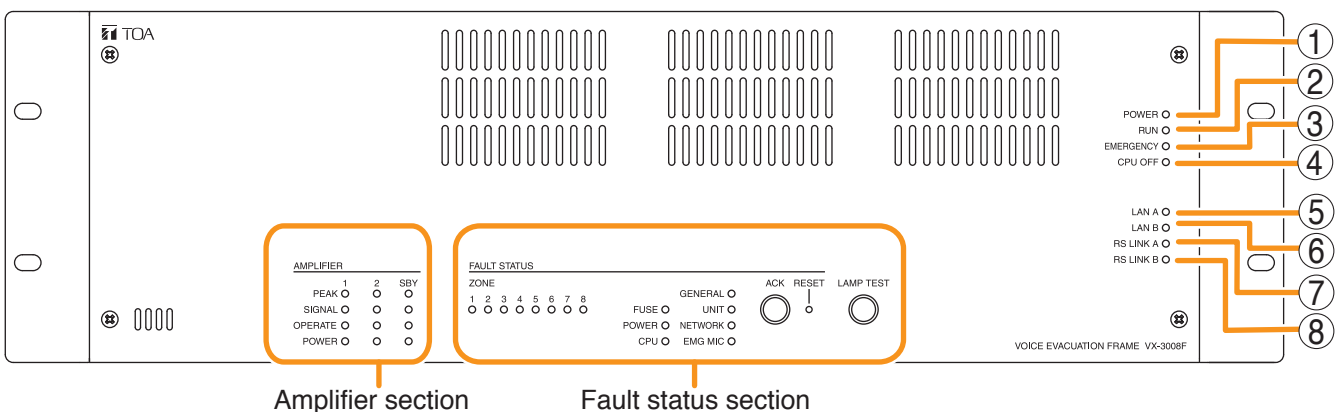 TOA
POWER
RUN
EMERGENCY
CPU OFF
LAN A
LAN B
RS LINK A
RS LINK B
1
2
3
4
5
6
7
8
AMPLIFIER
1 2 SBY
PEAK
SIGNAL
OPERATE
POWER
FAULT STATUS
ZONE
1 2 3 4 5 6 7 8
FUSE
POWER
CPU
GENERAL
UNIT
NETWORK
EMG MIC
ACK RESET LAMP TEST
VOICE EVACUATION FRAME VX-3008F
Amplifier section
Fault status section